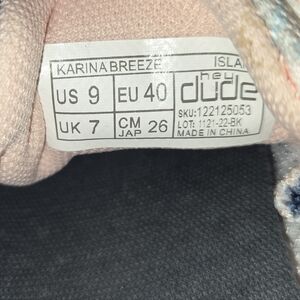 KARINA BREEZE ISLA
US 9 EU 40
hey
dude
UK 7 CM JAP 26
SKU:122125053
LOT: 1121-22-BK
MADE IN CHINA